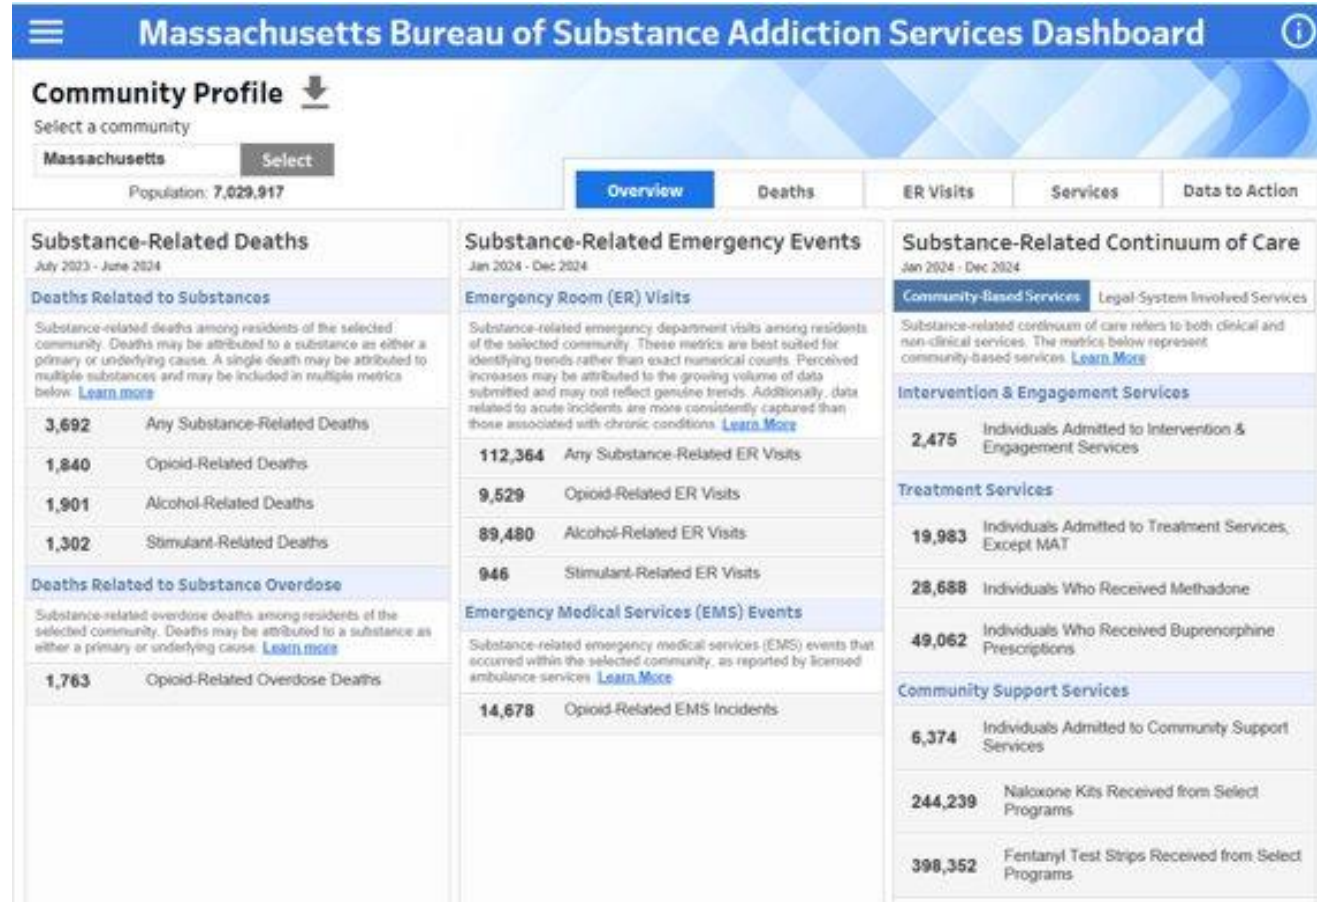 Massachusetts Bureau of Substance Addiction Services Dashboard
Community Profile
Select a community
Massachusetts Select
Population: 7,029,917
Overview Deaths ER Visits Services Data to Action
Substance-Related Deaths
July 2023 - June 2024
Deaths Related to Substances
Substance-related deaths among residents of the selected
community. Deaths may be attributed to a substance as either a
primary or underlying cause. A single death may be attributed to
multiple substances and may be included in multiple metrics
below. Learn more
3,692 Any Substance-Related Deaths
1,840 Opioid-Related Deaths
1,901 Alcohol-Related Deaths
1,302 Stimulant-Related Deaths
Deaths Related to Substance Overdose
Substance-related overdose deaths among residents of the
selected community. Deaths may be attributed to a substance as
either a primary or underlying cause. Learn more
1,763 Opioid-Related Overdose Deaths
Substance-Related Emergency Events
Jan 2024 - Dec 2024
Emergency Room (ER) Visits
Substance-related emergency department visits among residents
of the selected community. These metrics are best suited for
identifying trends rather than exact numerical counts. Perceived
increases may be attributed to the growing volume of data
submitted and may not reflect genuine trends. Additionally, data
related to acute incidents are more consistently captured than
those associated with chronic conditions. Learn More
112,364 Any Substance-Related ER Visits
9,529 Opioid-Related ER Visits
89,480 Alcohol-Related ER Visits
946 Stimulant-Related ER Visits
Emergency Medical Services (EMS) Events
Substance-related emergency medical services (EMS) events that
occurred within the selected community, as reported by licensed
ambulance services. Learn More
14,678 Opioid-Related EMS Incidents
Substance-Related Continuum of Care
Jan 2024 - Dec 2024
Community-Based Services Legal-System Involved Services
Substance-related continuum of care refers to both clinical and
non-clinical services. The metrics below represent
community-based services. Learn More
Intervention & Engagement Services
2,475 Individuals Admitted to Intervention &
Engagement Services
Treatment Services
19,983 Individuals Admitted to Treatment Services,
Except MAT
28,688 Individuals Who Received Methadone
49,062 Individuals Who Received Buprenorphine
Prescriptions
Community Support Services
6,374 Individuals Admitted to Community Support
Services
244,239 Naloxone Kits Received from Select
Programs
398,352 Fentanyl Test Strips Received from Select
Programs